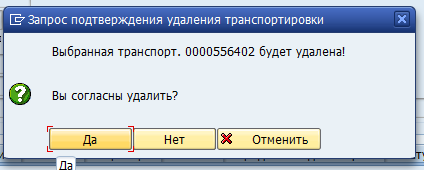 Запрос подтверждения удаления транспортировки
Выбранная транспорт. 0000556402 будет удалена!
Вы согласны удалить?
Да Нет Отменить
Да